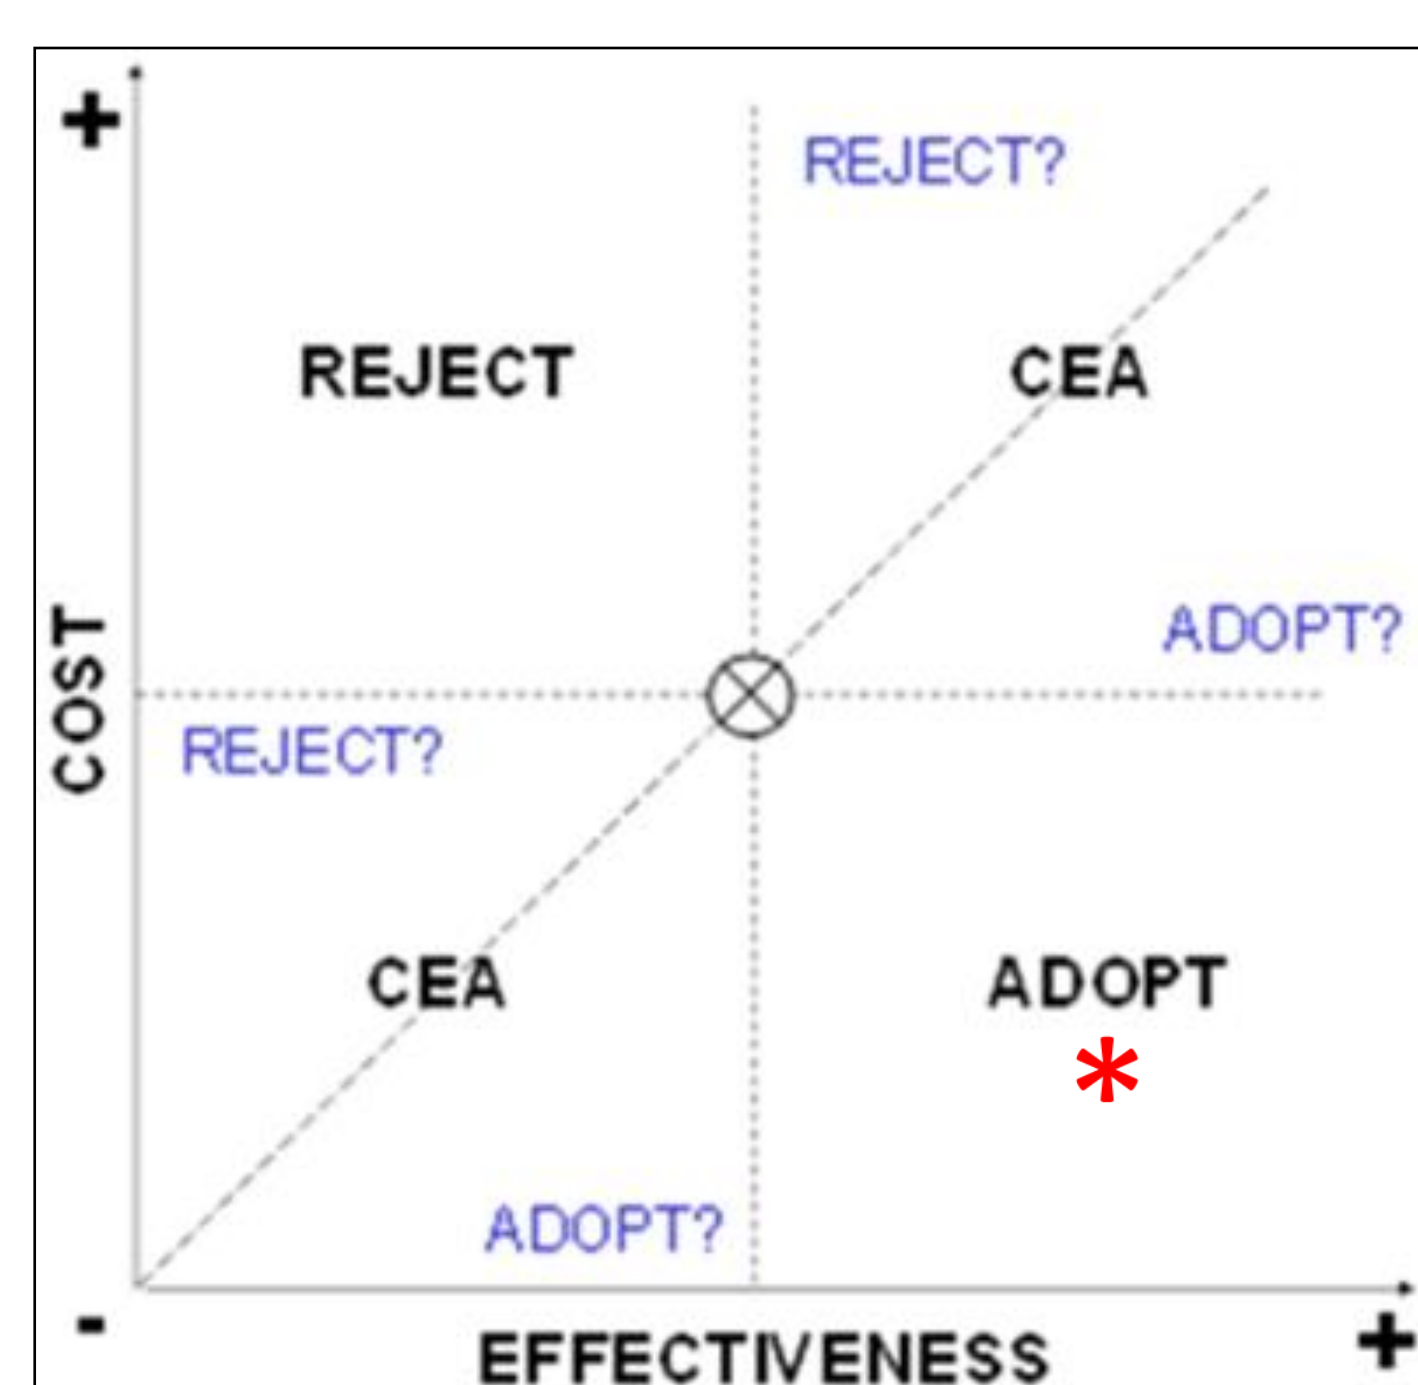 +
REJECT?
REJECT
CEA
COST
ADOPT?
REJECT?
CEA
ADOPT
*
ADOPT?
-
EFFECTIVENESS
+